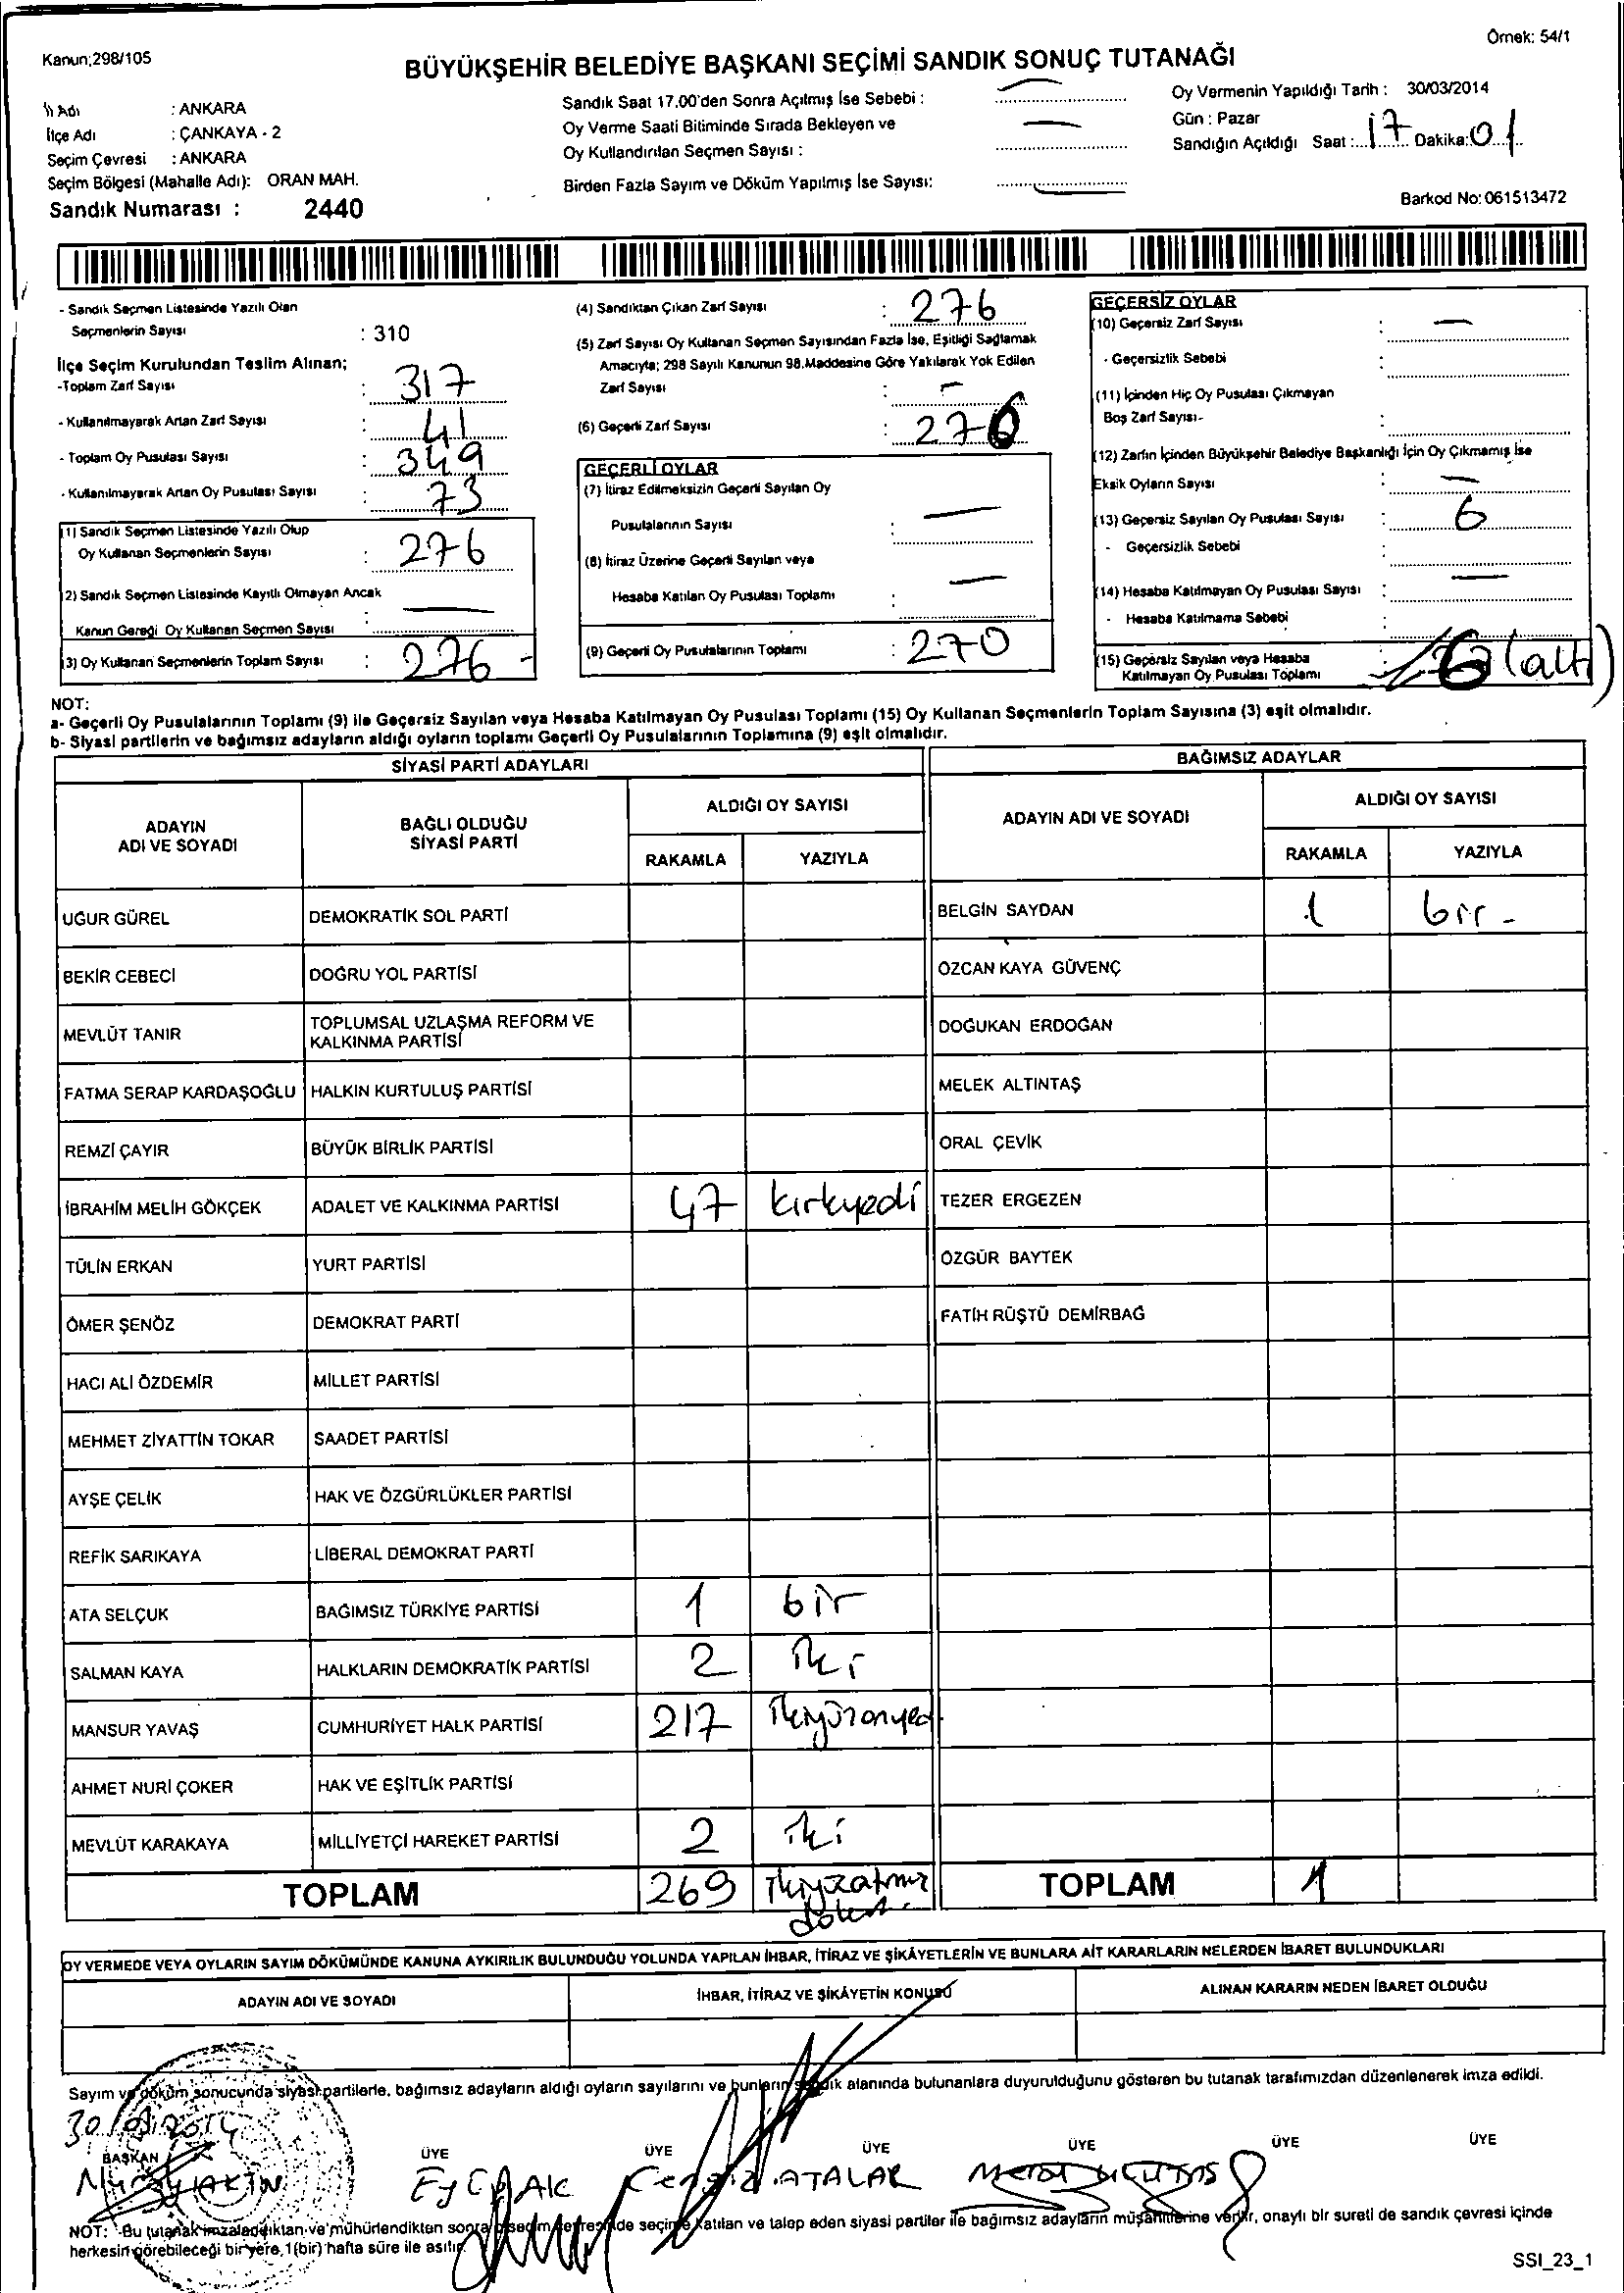 Örnek: 54/1
Kanun;298/105
BÜYÜKŞEHİR BELEDİYE BAŞKANI SEÇİMİ SANDIK SONUÇ TUTANAĞI
İl Adı : ANKARA
İlçe Adı : ÇANKAYA - 2
Seçim Çevresi : ANKARA
Seçim Bölgesi (Mahalle Adı): ORAN MAH.
Sandık Numarası : 2440
Sandık Saat 17.00'den Sonra Açılmış İse Sebebi : —
Oy Verme Saati Bitiminde Sırada Bekleyen ve
Oy Kullandırılan Seçmen Sayısı : —
Birden Fazla Sayım ve Döküm Yapılmış İse Sayısı: —
Oy Vermenin Yapıldığı Tarih : 30/03/2014
Gün : Pazar
Sandığın Açıldığı Saat : 17 Dakika: 01
Barkod No: 061513472
- Sandık Seçmen Listesinde Yazılı Olan
Seçmenlerin Sayısı : 310
İlçe Seçim Kurulundan Teslim Alınan;
-Toplam Zarf Sayısı : 317
- Kullanılmayarak Artan Zarf Sayısı : 41
- Toplam Oy Pusulası Sayısı : 349
- Kullanılmayarak Artan Oy Pusulası Sayısı : 73
(1) Sandık Seçmen Listesinde Yazılı Olup
Oy Kullanan Seçmenlerin Sayısı : 276
2) Sandık Seçmen Listesinde Kayıtlı Olmayan Ancak
Kanun Gereği Oy Kullanan Seçmen Sayısı : —
(3) Oy Kullanan Seçmenlerin Toplam Sayısı : 276 -
(4) Sandıktan Çıkan Zarf Sayısı : 276
(5) Zarf Sayısı Oy Kullanan Seçmen Sayısından Fazla İse, Eşitliği Sağlamak
Amacıyla; 298 Sayılı Kanunun 98.Maddesine Göre Yakılarak Yok Edilen
Zarf Sayısı : -
(6) Geçerli Zarf Sayısı : 276
GEÇERLİ OYLAR
(7) İtiraz Edilmeksizin Geçerli Sayılan Oy
Pusulalarının Sayısı : —
(8) İtiraz Üzerine Geçerli Sayılan veya
Hesaba Katılan Oy Pusulası Toplamı : —
(9) Geçerli Oy Pusulalarının Toplamı : 270
GEÇERSİZ OYLAR
(10) Geçersiz Zarf Sayısı : —
- Geçersizlik Sebebi :
(11) İçinden Hiç Oy Pusulası Çıkmayan
Boş Zarf Sayısı- :
(12) Zarfın İçinden Büyükşehir Belediye Başkanlığı İçin Oy Çıkmamış İse
Eksik Oyların Sayısı : —
(13) Geçersiz Sayılan Oy Pusulası Sayısı : 6
- Geçersizlik Sebebi :
(14) Hesaba Katılmayan Oy Pusulası Sayısı : —
- Hesaba Katılmama Sebebi :
(15) Geçersiz Sayılan veya Hesaba
Katılmayan Oy Pusulası Toplamı 6 (altı)
NOT:
a- Geçerli Oy Pusulalarının Toplamı (9) ile Geçersiz Sayılan veya Hesaba Katılmayan Oy Pusulası Toplamı (15) Oy Kullanan Seçmenlerin Toplam Sayısına (3) eşit olmalıdır.
b- Siyasi partilerin ve bağımsız adayların aldığı oyların toplamı Geçerli Oy Pusulalarının Toplamına (9) eşit olmalıdır.
SİYASİ PARTİ ADAYLARI
ADAYIN ADI VE SOYADI
BAĞLI OLDUĞU SİYASİ PARTİ
ALDIĞI OY SAYISI
RAKAMLA YAZIYLA
UĞUR GÜREL DEMOKRATİK SOL PARTİ
BEKİR CEBECİ DOĞRU YOL PARTİSİ
MEVLÜT TANIR TOPLUMSAL UZLAŞMA REFORM VE
KALKINMA PARTİSİ
FATMA SERAP KARDAŞOĞLU HALKIN KURTULUŞ PARTİSİ
REMZİ ÇAYIR BÜYÜK BİRLİK PARTİSİ
İBRAHİM MELİH GÖKÇEK ADALET VE KALKINMA PARTİSİ 47 kırkyedi
TÜLİN ERKAN YURT PARTİSİ
ÖMER ŞENÖZ DEMOKRAT PARTİ
HACI ALİ ÖZDEMİR MİLLET PARTİSİ
MEHMET ZİYATTİN TOKAR SAADET PARTİSİ
AYŞE ÇELİK HAK VE ÖZGÜRLÜKLER PARTİSİ
REFİK SARIKAYA LİBERAL DEMOKRAT PARTİ
ATA SELÇUK BAĞIMSIZ TÜRKİYE PARTİSİ 1 bir
SALMAN KAYA HALKLARIN DEMOKRATİK PARTİSİ 2 iki
MANSUR YAVAŞ CUMHURİYET HALK PARTİSİ 217 ikiyüzonyed
AHMET NURİ ÇOKER HAK VE EŞİTLİK PARTİSİ
MEVLÜT KARAKAYA MİLLİYETÇİ HAREKET PARTİSİ 2 iki
TOPLAM 269
BAĞIMSIZ ADAYLAR
ADAYIN ADI VE SOYADI
ALDIĞI OY SAYISI
RAKAMLA YAZIYLA
BELGİN SAYDAN 1 bir -
ÖZCAN KAYA GÜVENÇ
DOĞUKAN ERDOĞAN
MELEK ALTINTAŞ
ORAL ÇEVİK
TEZER ERGEZEN
ÖZGÜR BAYTEK
FATİH RÜŞTÜ DEMİRBAĞ
TOPLAM 1
OY VERMEDE VEYA OYLARIN SAYIM DÖKÜMÜNDE KANUNA AYKIRILIK BULUNDUĞU YOLUNDA YAPILAN İHBAR, İTİRAZ VE ŞİKÂYETLERİN VE BUNLARA AİT KARARLARIN NELERDEN İBARET BULUNDUKLARI
ADAYIN ADI VE SOYADI İHBAR, İTİRAZ VE ŞİKÂYETİN KONUSU ALINAN KARARIN NEDEN İBARET OLDUĞU
Sayım ve döküm sonucunda siyasi partilerle, bağımsız adayların aldığı oyların sayılarını ve bunların sandık alanında bulunanlara duyurulduğunu gösteren bu tutanak tarafımızdan düzenlenerek imza edildi.
30/03/2014
BAŞKAN ÜYE ÜYE ÜYE ÜYE ÜYE ÜYE
Cengiz ATALAR
NOT: -Bu tutanak imzalandıktan ve mühürlendikten sonra seçim çevresinde seçime katılan ve talep eden siyasi partiler ile bağımsız adayların müşahitlerine verilir, onaylı bir sureti de sandık çevresi içinde
herkesin görebileceği bir yere, 1(bir) hafta süre ile asılır.
SSI_23_1